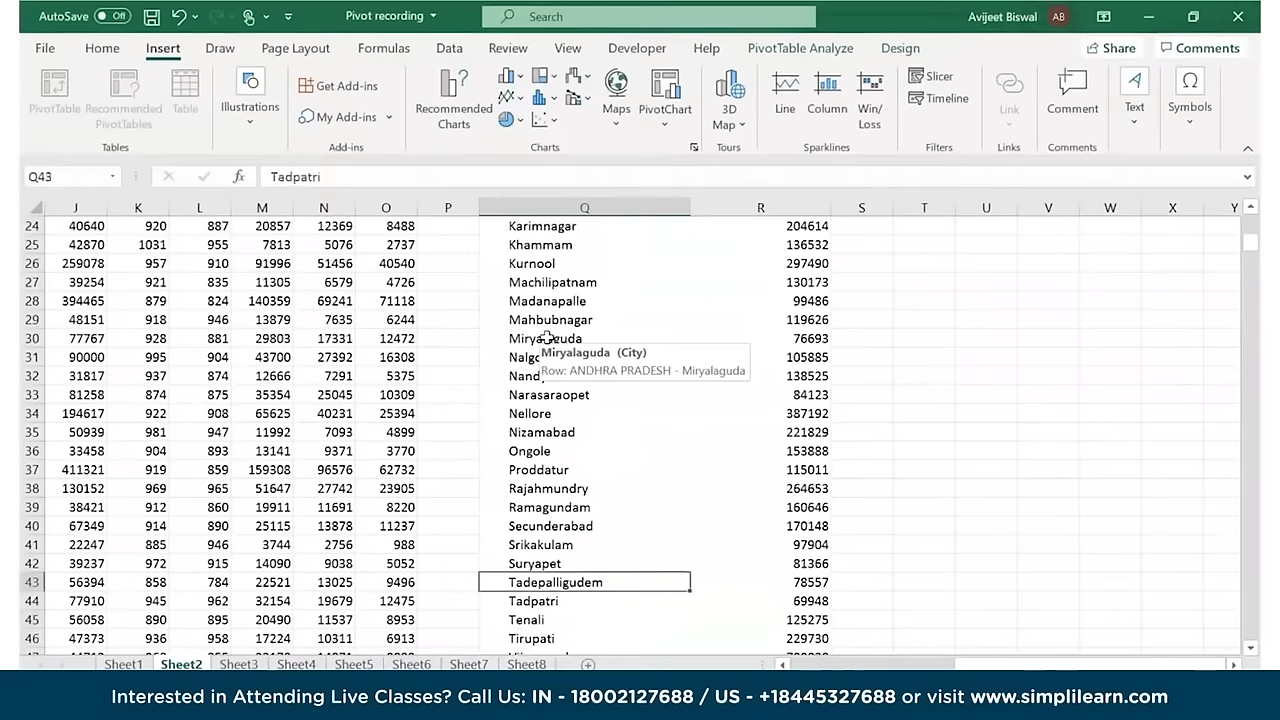 AutoSave Off Pivot recording Search Avijeet Biswal AB
File Home Insert Draw Page Layout Formulas Data Review View Developer Help PivotTable Analyze Design Share Comments
PivotTable Recommended PivotTables Table Illustrations Get Add-ins My Add-ins Recommended Charts Maps PivotChart 3D Map Line Column Win/Loss Slicer Timeline Link Comment Text Symbols
Tables Add-ins Charts Tours Sparklines Filters Links Comments
Q43 fx Tadpatri
J K L M N O P Q R S T U V W X Y
24 40640 920 887 20857 12369 8488 Karimnagar 204614
25 42870 1031 955 7813 5076 2737 Khammam 136532
26 259078 957 910 91996 51456 40540 Kurnool 297490
27 39254 921 835 11305 6579 4726 Machilipatnam 130173
28 394465 879 824 140359 69241 71118 Madanapalle 99486
29 48151 918 946 13879 7635 6244 Mahbubnagar 119626
30 77767 928 881 29803 17331 12472 Miryalaguda 76693
Miryalaguda (City)
31 90000 995 904 43700 27392 16308 Nalg 105885
Row: ANDHRA PRADESH - Miryalaguda
32 31817 937 874 12666 7291 5375 Nand 138525
33 81258 874 875 35354 25045 10309 Narasaraopet 84123
34 194617 922 908 65625 40231 25394 Nellore 387192
35 50939 981 947 11992 7093 4899 Nizamabad 221829
36 33458 904 893 13141 9371 3770 Ongole 153888
37 411321 919 859 159308 96576 62732 Proddatur 115011
38 130152 969 965 51647 27742 23905 Rajahmundry 264653
39 38421 912 860 19911 11691 8220 Ramagundam 160646
40 67349 914 890 25115 13878 11237 Secunderabad 170148
41 22247 885 946 3744 2756 988 Srikakulam 97904
42 39237 972 915 14090 9038 5052 Suryapet 81366
43 56394 858 784 22521 13025 9496 Tadepalligudem 78557
44 77910 945 962 32154 19679 12475 Tadpatri 69948
45 56058 890 895 20490 11537 8953 Tenali 125275
46 47373 936 958 17224 10311 6913 Tirupati 229730
Sheet1 Sheet2 Sheet3 Sheet4 Sheet5 Sheet6 Sheet7 Sheet8
Interested in Attending Live Classes? Call Us: IN - 18002127688 / US - +18445327688 or visit www.simplilearn.com